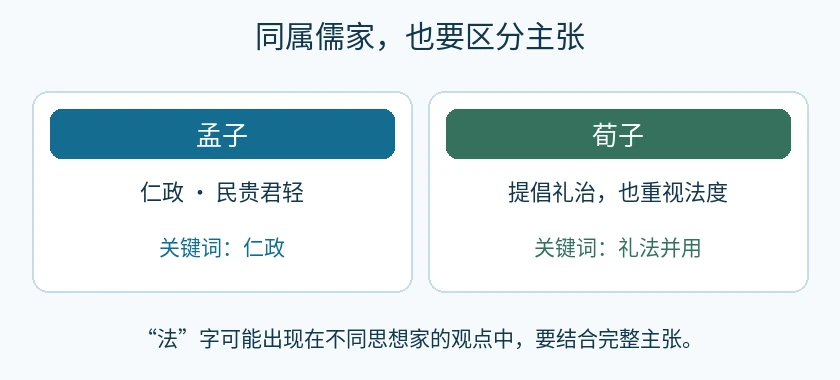 同属儒家，也要区分主张
孟子
仁政 · 民贵君轻
关键词：仁政
荀子
提倡礼治，也重视法度
关键词：礼法并用
“法”字可能出现在不同思想家的观点中，要结合完整主张。